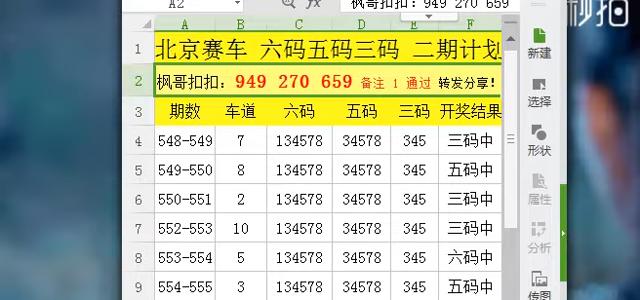 秒拍
A2 fx 枫哥扣扣：949 270 659
A B C D E F
1 北京赛车 六码五码三码 二期计划
2 枫哥扣扣：949 270 659 备注 1 通过 转发分享！
3 期数 车道 六码 五码 三码 开奖结果
4 548-549 7 134578 34578 345 三码中
5 549-550 8 134578 34578 345 五码中
6 550-551 2 134578 34578 345 三码中
7 552-553 10 134578 34578 345 三码中
8 553-554 5 134578 34578 345 六码中
9 554-555 3 134578 34578 345 五码中
新建
选择
形状
属性
分析
传图